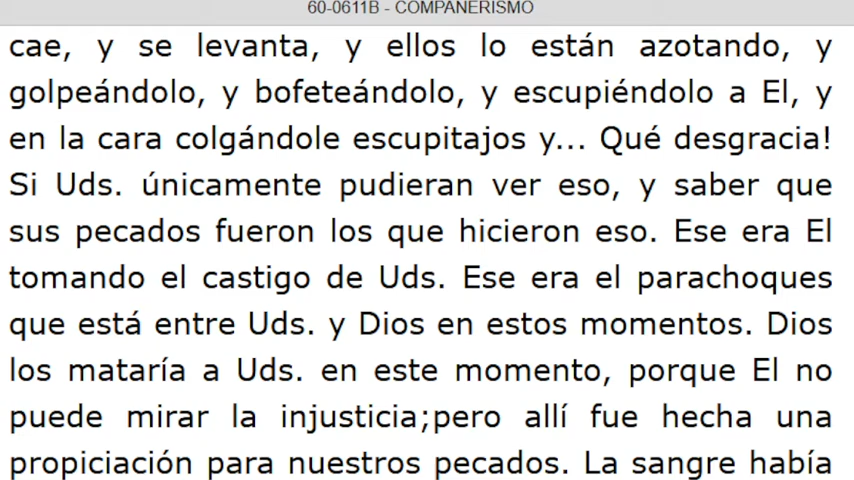 60-0611B - COMPANERISMO
cae, y se levanta, y ellos lo están azotando, y
golpeándolo, y bofeteándolo, y escupiéndolo a El, y
en la cara colgándole escupitajos y... Qué desgracia!
Si Uds. únicamente pudieran ver eso, y saber que
sus pecados fueron los que hicieron eso. Ese era El
tomando el castigo de Uds. Ese era el parachoques
que está entre Uds. y Dios en estos momentos. Dios
los mataría a Uds. en este momento, porque El no
puede mirar la injusticia;pero allí fue hecha una
propiciación para nuestros pecados. La sangre había